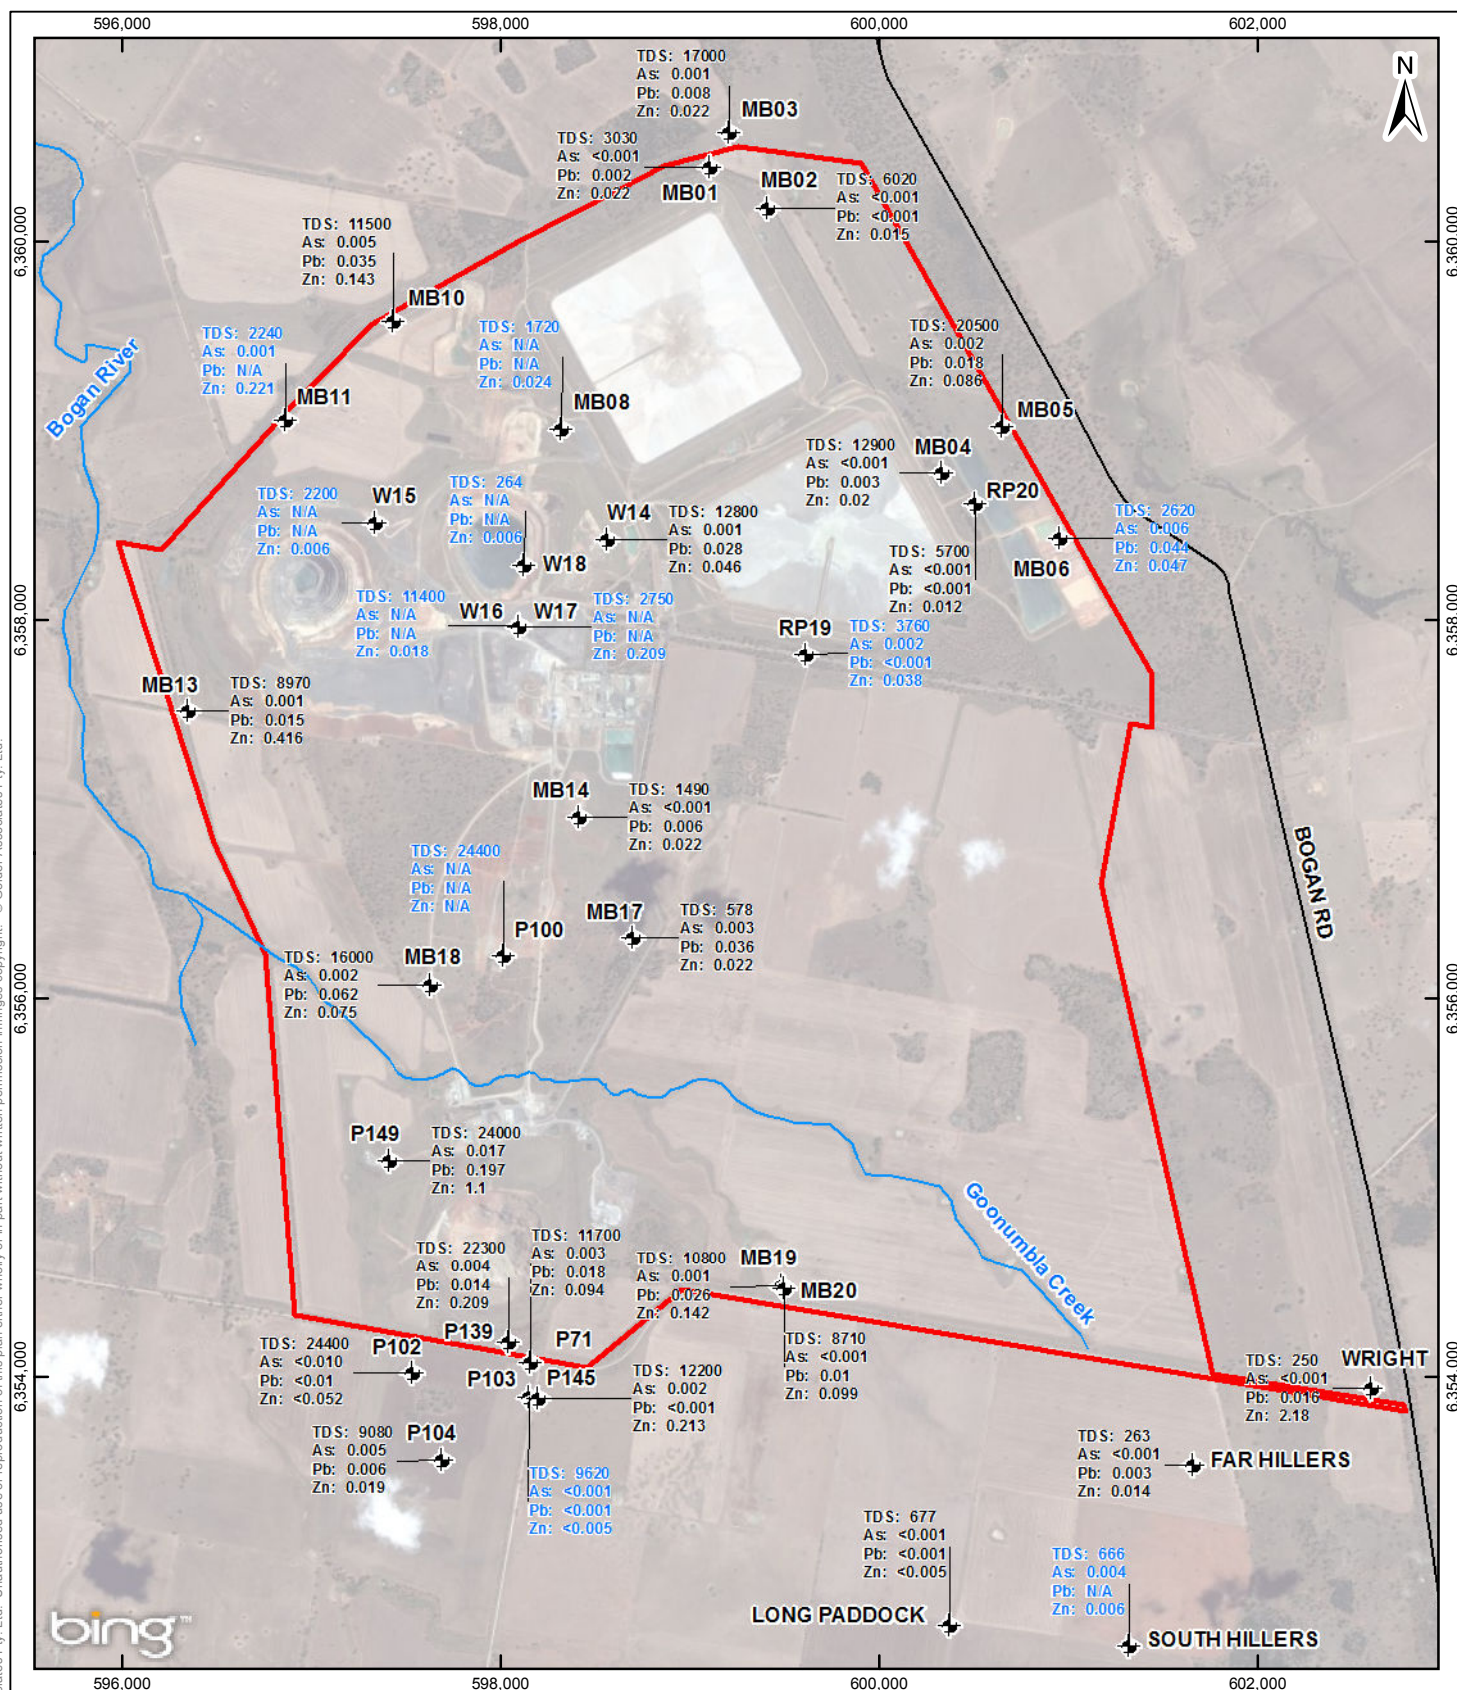 596,000
598,000
600,000
602,000
N
TDS: 17000
As: 0.001
Pb: 0.008
Zn: 0.022
MB03
TDS: 3030
As: <0.001
Pb: 0.002
Zn: 0.022
MB01
MB02
TDS: 6020
As: <0.001
Pb: <0.001
Zn: 0.015
6,360,000
6,360,000
TDS: 11500
As: 0.005
Pb: 0.035
Zn: 0.143
MB10
TDS: 2240
As: 0.001
Pb: N/A
Zn: 0.221
MB11
TDS: 1720
As: N/A
Pb: N/A
Zn: 0.024
MB08
TDS: 20500
As: 0.002
Pb: 0.018
Zn: 0.086
MB05
Bogan River
TDS: 12900
As: <0.001
Pb: 0.003
Zn: 0.02
MB04
RP20
TDS: 2200
As: N/A
Pb: N/A
Zn: 0.006
W15
TDS: 264
As: N/A
Pb: N/A
Zn: 0.006
W18
W14
TDS: 12800
As: 0.001
Pb: 0.028
Zn: 0.046
5700
<0.001
<0.001
Zn: 0.012
MB06
TDS: 2620
As: 0.006
Pb: 0.044
Zn: 0.047
TDS: 11400
As: N/A
Pb: N/A
Zn: 0.018
W16
W17
TDS: 2750
As: N/A
Pb: N/A
Zn: 0.209
RP19
TDS: 3760
As: 0.002
Pb: <0.001
Zn: 0.038
6,358,000
6,358,000
MB13
TDS: 8970
As: 0.001
Pb: 0.015
Zn: 0.416
MB14
TDS: 1490
As: <0.001
Pb: 0.006
Zn: 0.022
BOGAN RD
TDS: 24400
As: N/A
Pb: N/A
Zn: N/A
P100
MB17
TDS: 578
As: 0.003
Pb: 0.036
Zn: 0.022
TDS: 16000
As: 0.002
Pb: 0.062
Zn: 0.075
MB18
6,356,000
6,356,000
P149
TDS: 24000
As: 0.017
Pb: 0.197
Zn: 1.1
Goonumbla Creek
TDS: 22300
As: 0.004
Pb: 0.014
Zn: 0.209
P139
TDS: 11700
As: 0.003
Pb: 0.018
Zn: 0.094
P71
TDS: 10800
As: 0.001
Pb: 0.026
Zn: 0.142
MB19
MB20
TDS: 8710
As: <0.001
Pb: 0.01
Zn: 0.099
6,354,000
6,354,000
TDS: 24400
As: <0.010
Pb: <0.01
Zn: <0.052
P102
P103
P145
TDS: 12200
As: 0.002
Pb: <0.001
Zn: 0.213
TDS: 250
As: <0.001
Pb: 0.016
Zn: 2.18
WRIGHT
TDS: 9080
As: 0.005
Pb: 0.006
Zn: 0.019
P104
TDS: 9620
As: <0.001
Pb: <0.001
Zn: <0.005
TDS: 263
As: <0.001
Pb: 0.003
Zn: 0.014
FAR HILLERS
TDS: 677
As: <0.001
Pb: <0.001
Zn: <0.005
LONG PADDOCK
TDS: 666
As: 0.004
Pb: N/A
Zn: 0.006
SOUTH HILLERS
bing™
596,000
598,000
600,000
602,000